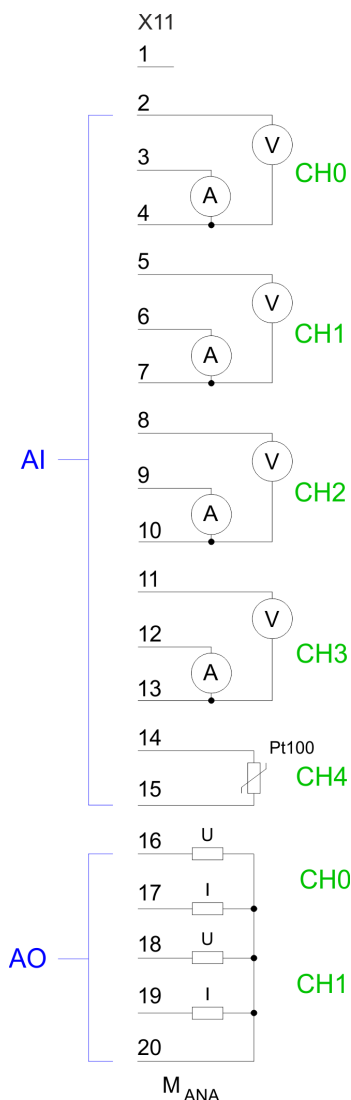 X11
1
2
V
3
CH0
A
4
5
V
6
CH1
A
7
8
V
AI
9
CH2
A
10
11
V
12
CH3
A
13
14
Pt100
CH4
15
16 U
CH0
17 I
18 U
AO
CH1
19 I
20
M ANA